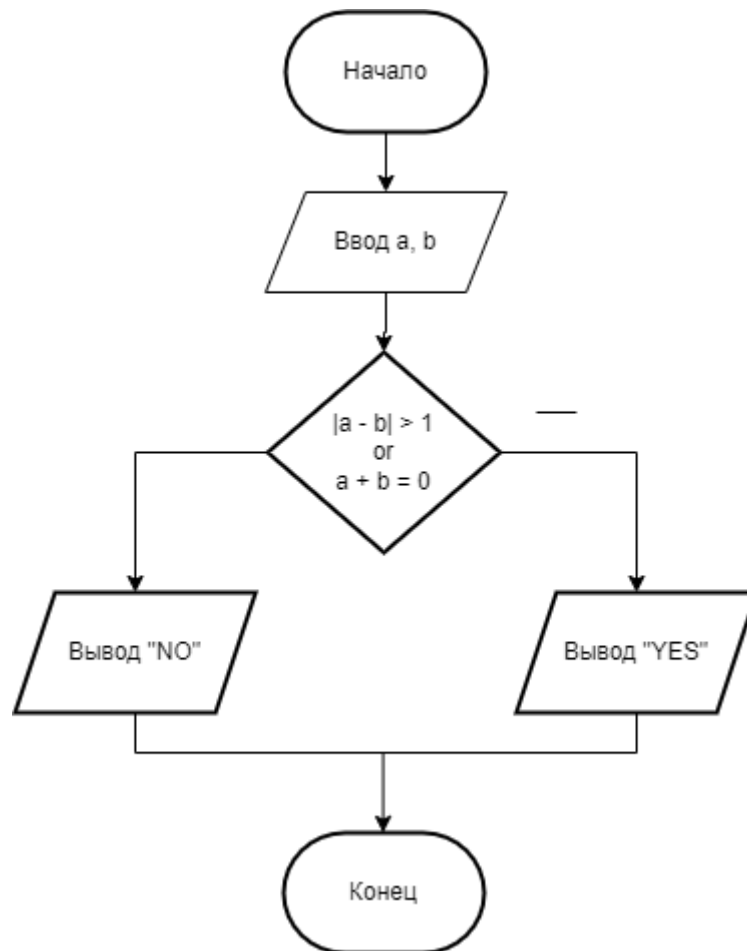 Начало
Ввод a, b
|a - b| > 1
or
a + b = 0
Вывод "NO"
Вывод "YES"
Конец